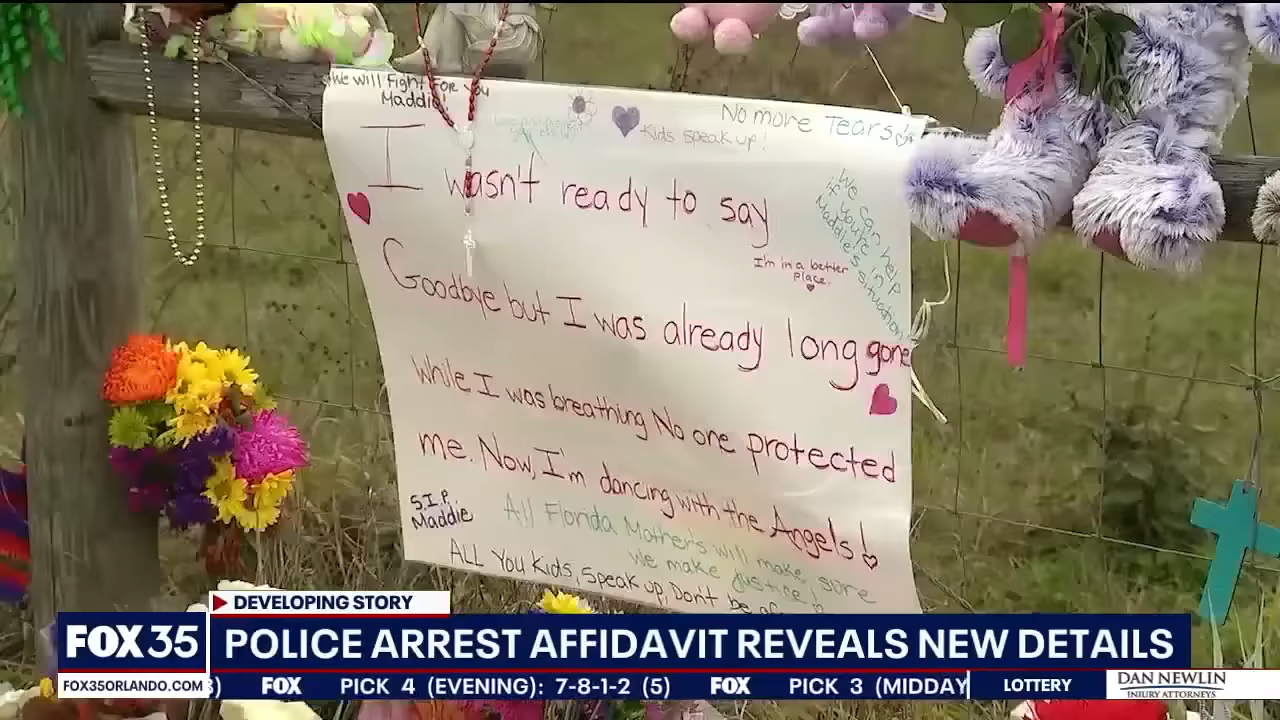 We will Fight For You
Maddie!
No more Tears
Kids speak up!
I
wasn't ready to say
We can help
if you're in
Maddie's
situation
I'm in a better
place.
Goodbye but I was already long gone
While I was breathing No one protected
me. Now, I'm dancing with the Angels!
S.I.P.
Maddie
All Florida Mothers will make sure
we make justice!
ALL You Kids, Speak up, Don't be
DEVELOPING STORY
FOX 35
POLICE ARREST AFFIDAVIT REVEALS NEW DETAILS
FOX35ORLANDO.COM
) FOX PICK 4 (EVENING): 7-8-1-2 (5) FOX PICK 3 (MIDDAY
LOTTERY
DAN NEWLIN
INJURY ATTORNEYS